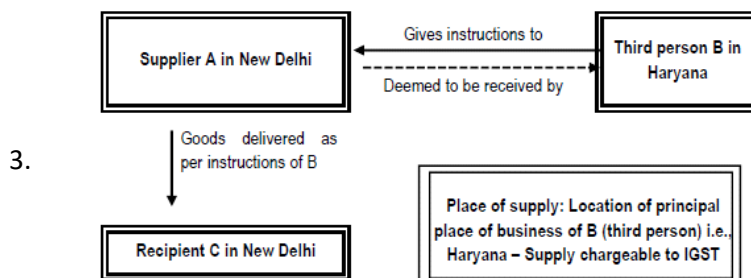 Gives instructions to
Supplier A in New Delhi
Third person B in
Haryana
Deemed to be received by
3.
Goods delivered as
per instructions of B
Place of supply: Location of principal
place of business of B (third person) i.e.,
Haryana – Supply chargeable to IGST
Recipient C in New Delhi